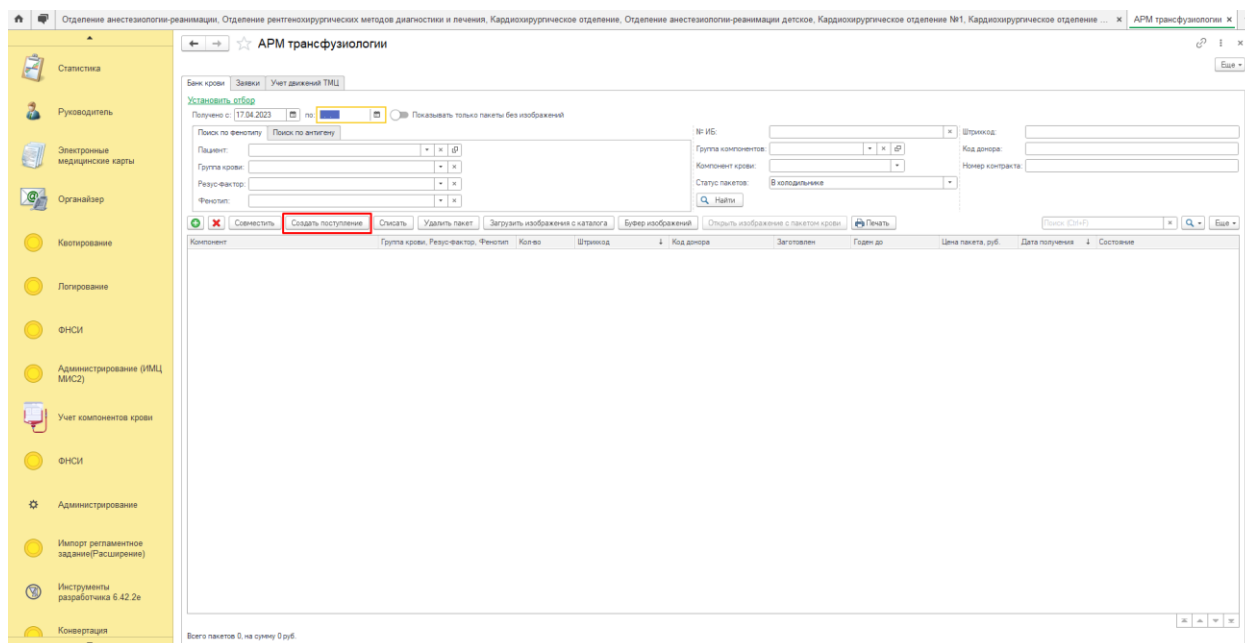 Отделение анестезиологии-реанимации, Отделение рентгенохирургических методов диагностики и лечения, Кардиохирургическое отделение, Отделение анестезиологии-реанимации детское, Кардиохирургическое отделение №1, Кардиохирургическое отделение ... × АРМ трансфузиологии ×
АРМ трансфузиологии
Еще
Статистика
Руководитель
Электронные
медицинские карты
Органайзер
Квотирование
Логирование
ФНСИ
Администрирование (ИМЦ
МИС2)
Учет компонентов крови
ФНСИ
Администрирование
Импорт регламентное
задание(Расширение)
Инструменты
разработчика 6.42.2е
Конвертация
Банк крови Заявки Учет движений ТМЦ
Установить отбор
Получено с: 17.04.2023 по: Показывать только пакеты без изображений
Поиск по фенотипу Поиск по антигену
Пациент:
Группа крови:
Резус-фактор:
Фенотип:
№ ИБ:
Группа компонентов:
Компонент крови:
Статус пакетов: В холодильнике
Найти
Штрихкод:
Код донора:
Номер контракта:
Совместить Создать поступление Списать Удалить пакет Загрузить изображения с каталога Буфер изображений Открыть изображение с пакетом крови Печать Поиск (Ctrl+F) × Еще
Компонент Группа крови, Резус-фактор, Фенотип Кол-во Штрихкод ↓ Код донора Заготовлен Годен до Цена пакета, руб. Дата получения ↓ Состояние
Всего пакетов 0, на сумму 0 руб.